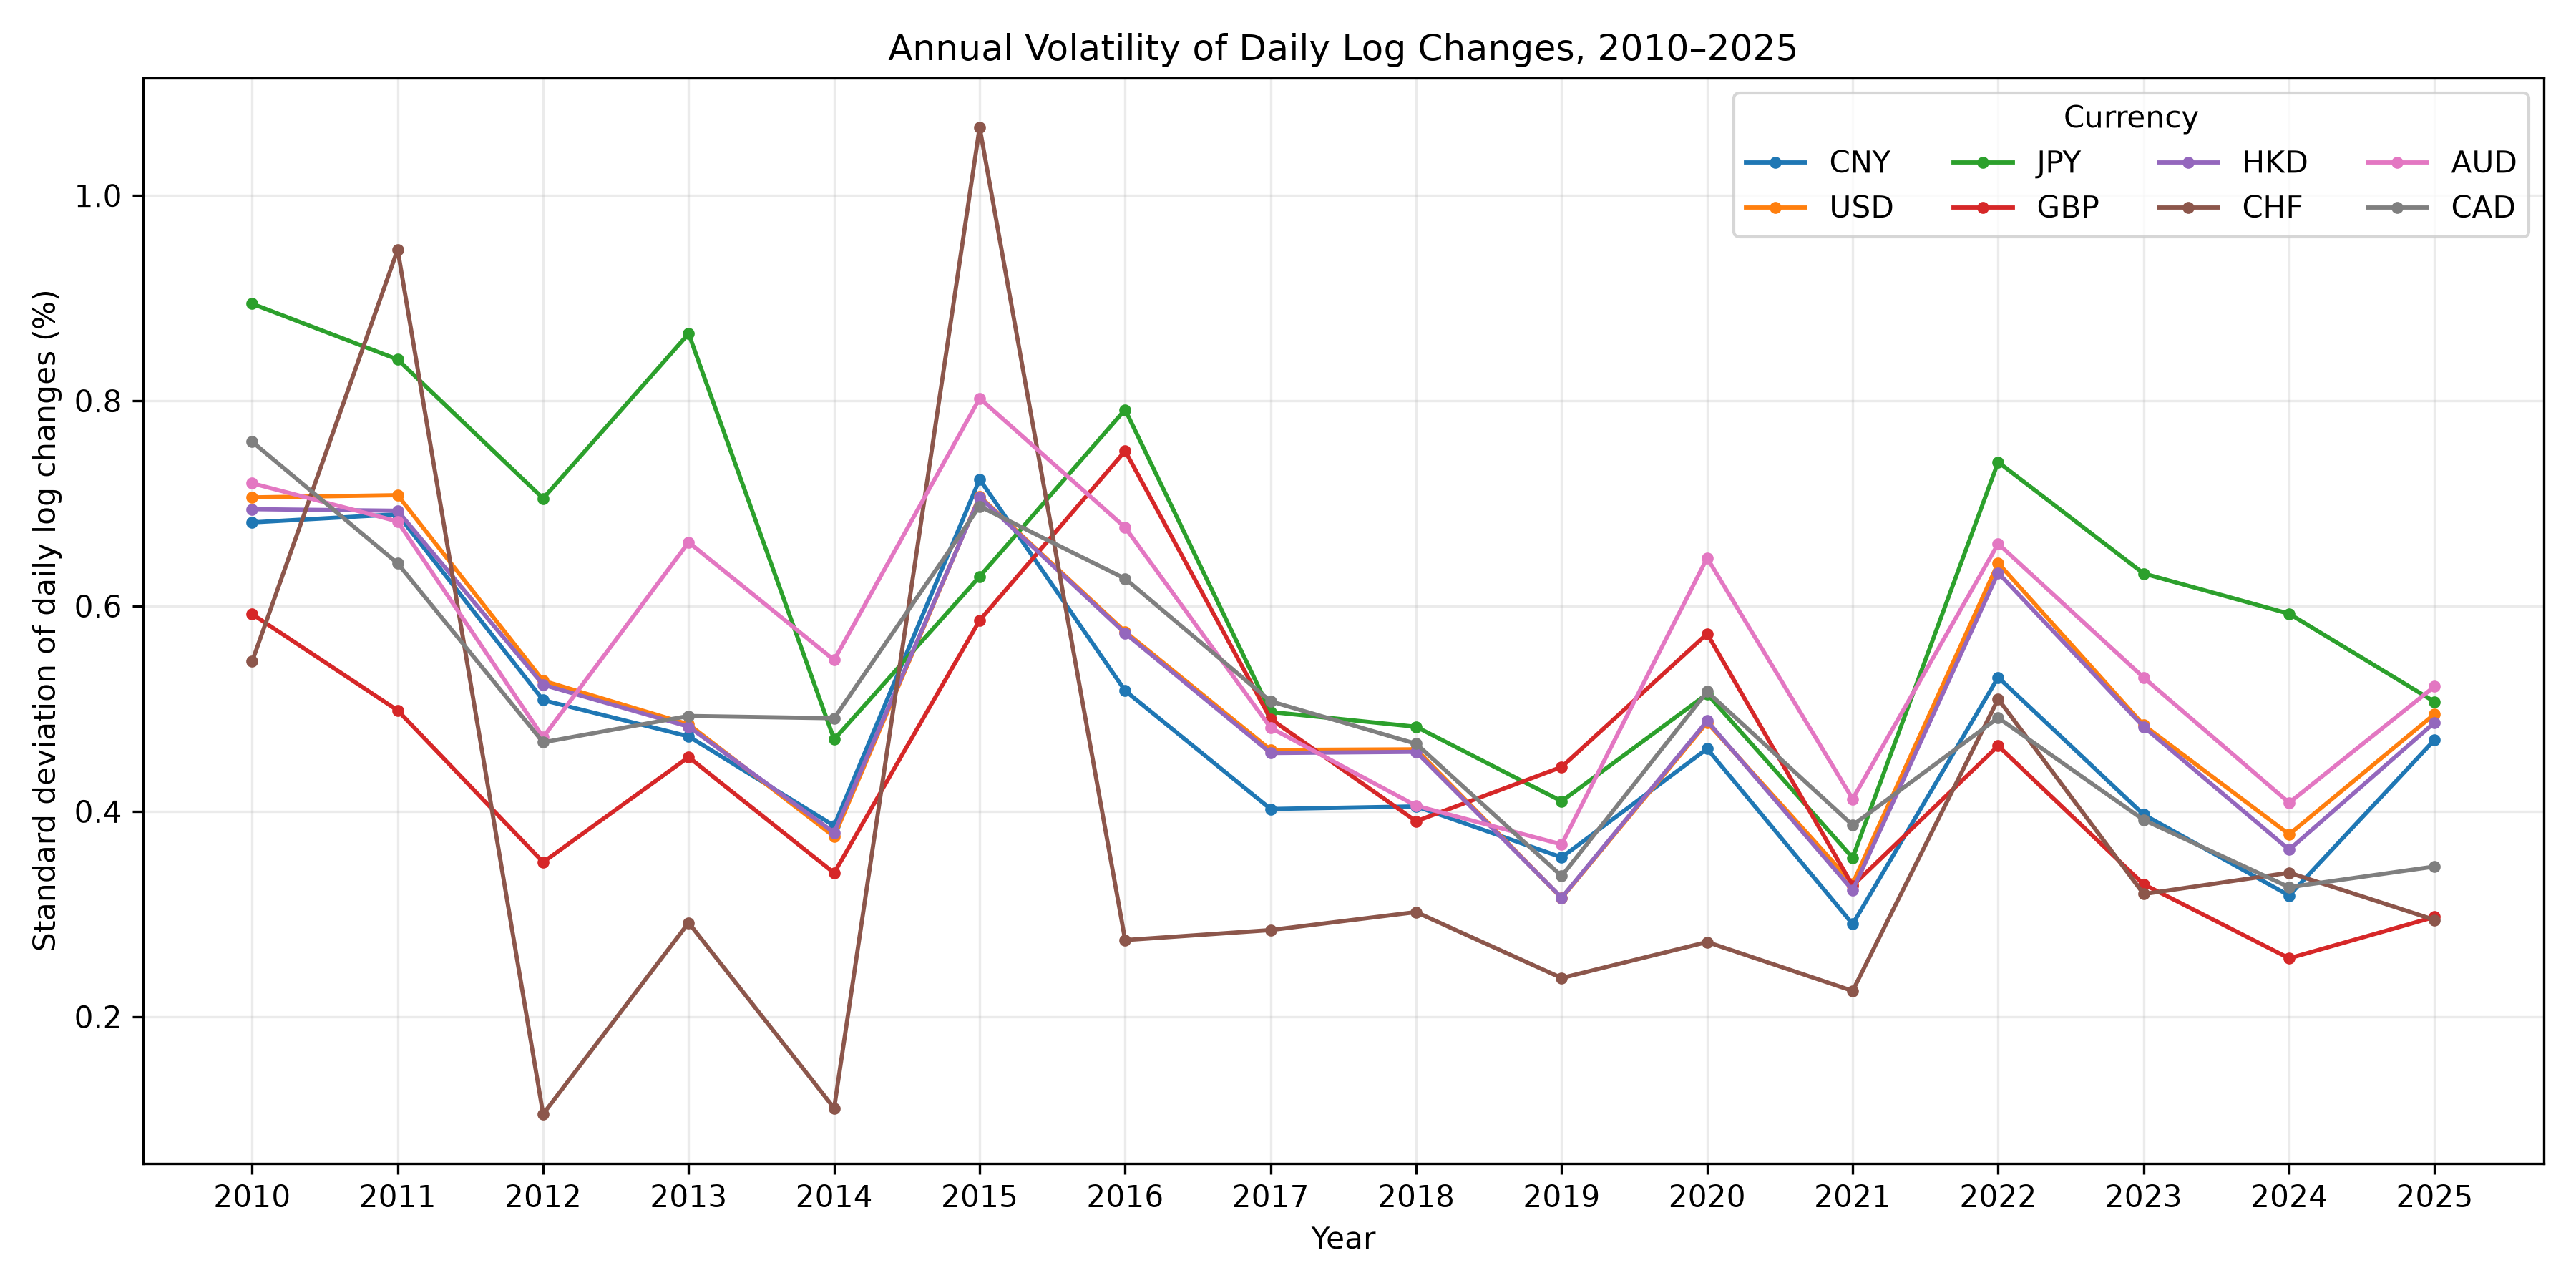 Annual Volatility of Daily Log Changes, 2010–2025
Currency
CNY JPY HKD AUD
USD GBP CHF CAD
Standard deviation of daily log changes (%)
1.0
0.8
0.6
0.4
0.2
2010 2011 2012 2013 2014 2015 2016 2017 2018 2019 2020 2021 2022 2023 2024 2025
Year